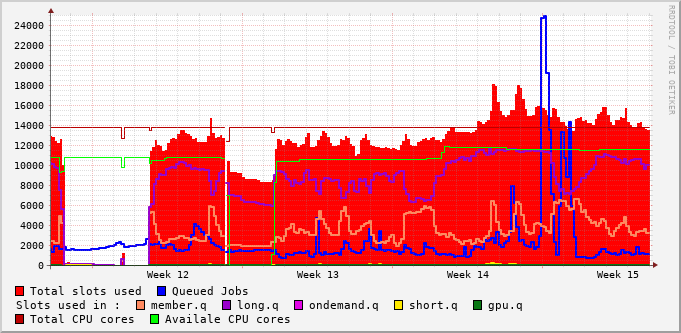 RRDTOOL / TOBI OETIKER
24000
22000
20000
18000
16000
14000
12000
10000
8000
6000
4000
2000
0
Week 12 Week 13 Week 14 Week 15
Total slots used Queued Jobs
Slots used in : member.q long.q ondemand.q short.q gpu.q
Total CPU cores Availale CPU cores